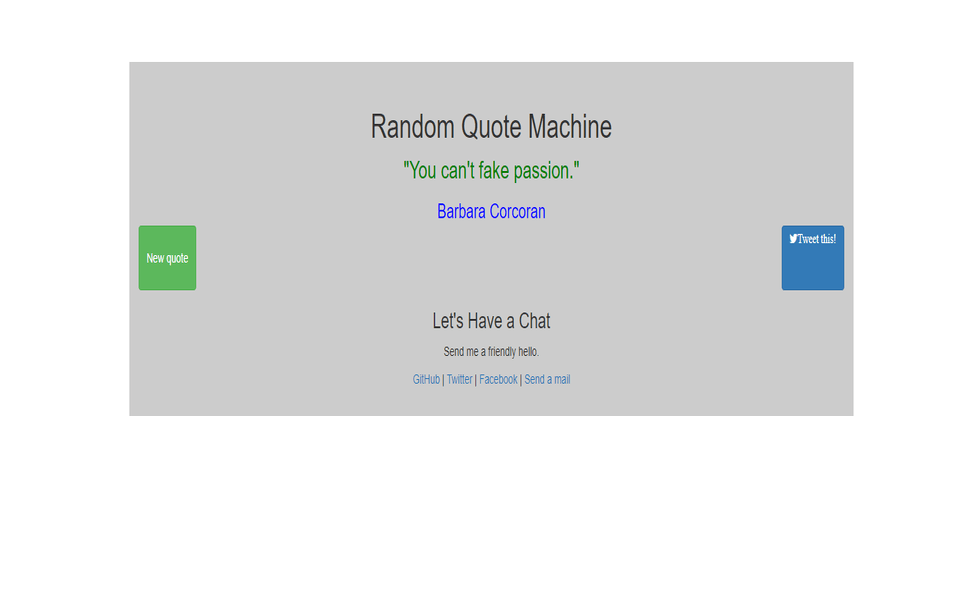 Random Quote Machine
"You can't fake passion."
Barbara Corcoran
New quote
Tweet this!
Let's Have a Chat
Send me a friendly hello.
GitHub | Twitter | Facebook | Send a mail